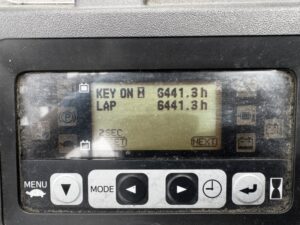 KEY ON 6441.3 h
LAP 6441.3 h
2SEC
NEXT
MENU
MODE